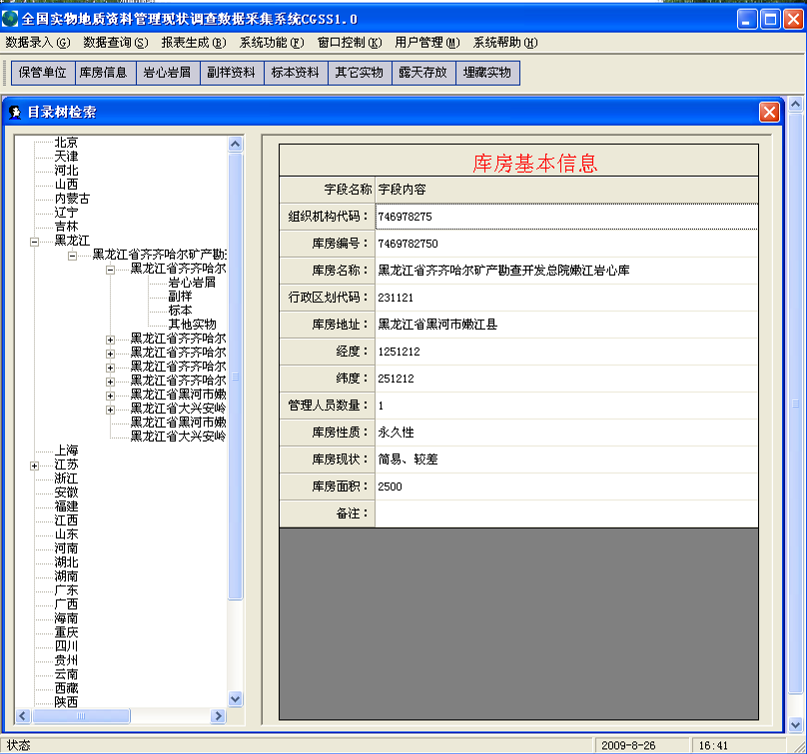 全国实物地质资料管理现状调查数据采集系统CGSS1.0
数据录入(G) 数据查询(S) 报表生成(B) 系统功能(F) 窗口控制(K) 用户管理(M) 系统帮助(H)
保管单位 库房信息 岩心岩屑 副样资料 标本资料 其它实物 露天存放 埋藏实物
目录树检索
北京
天津
河北
山西
内蒙古
辽宁
吉林
黑龙江
黑龙江省齐齐哈尔矿产勘
黑龙江省齐齐哈尔
岩心岩屑
副样
标本
其他实物
黑龙江省齐齐哈尔
黑龙江省齐齐哈尔
黑龙江省齐齐哈尔
黑龙江省齐齐哈尔
黑龙江省黑河市嫩
黑龙江省大兴安岭
黑龙江省黑河市嫩
黑龙江省大兴安岭
上海
江苏
浙江
安徽
福建
江西
山东
河南
湖北
湖南
广东
广西
海南
重庆
四川
贵州
云南
西藏
陕西
库房基本信息
字段名称 字段内容
组织机构代码： 746978275
库房编号： 7469782750
库房名称： 黑龙江省齐齐哈尔矿产勘查开发总院嫩江岩心库
行政区划代码： 231121
库房地址： 黑龙江省黑河市嫩江县
经度： 1251212
纬度： 251212
管理人员数量： 1
库房性质： 永久性
库房现状： 简易、较差
库房面积： 2500
备注：
状态 2009-8-26 16:41